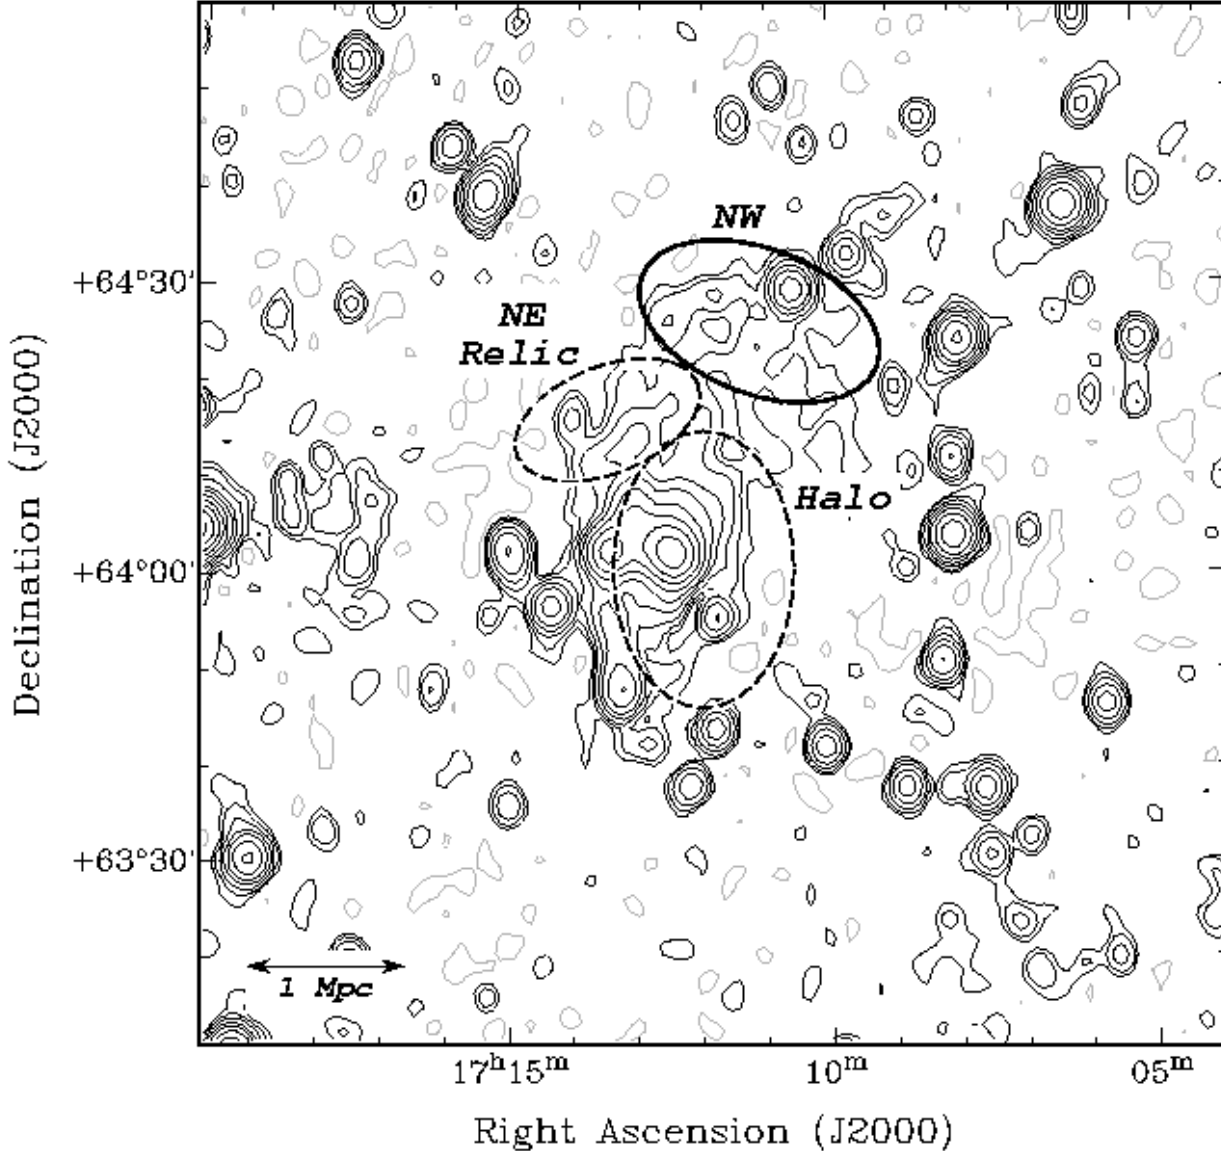 NW
+64°30'
NE
Relic
Halo
+64°00'
+63°30'
1 Mpc
17ʰ15ᵐ 10ᵐ 05ᵐ
Declination (J2000)
Right Ascension (J2000)